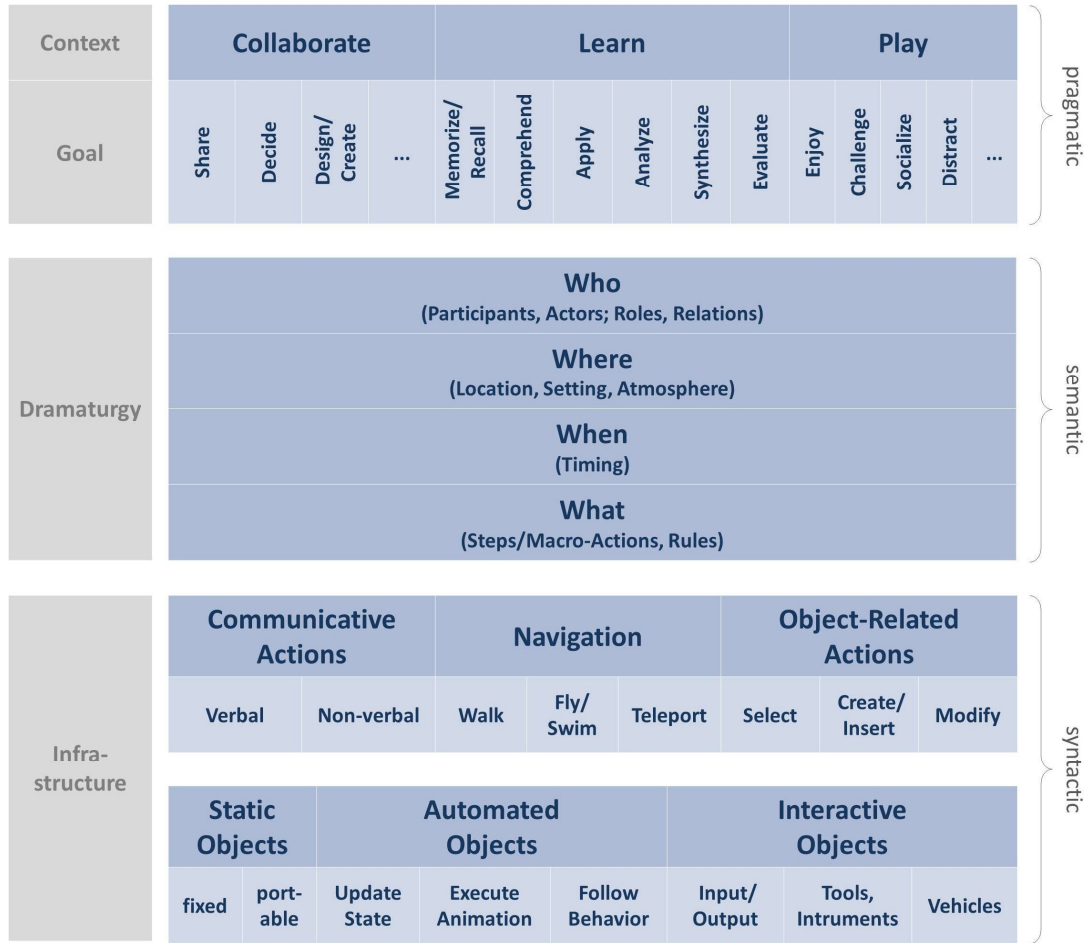 Context
Collaborate
Learn
Play
Goal
Share
Decide
Design/
Create
...
Memorize/
Recall
Comprehend
Apply
Analyze
Synthesize
Evaluate
Enjoy
Challenge
Socialize
Distract
...
pragmatic
Dramaturgy
Who
(Participants, Actors; Roles, Relations)
Where
(Location, Setting, Atmosphere)
When
(Timing)
What
(Steps/Macro-Actions, Rules)
semantic
Infra-
structure
Communicative
Actions
Navigation
Object-Related
Actions
Verbal
Non-verbal
Walk
Fly/
Swim
Teleport
Select
Create/
Insert
Modify
Static
Objects
Automated
Objects
Interactive
Objects
fixed
port-
able
Update
State
Execute
Animation
Follow
Behavior
Input/
Output
Tools,
Intruments
Vehicles
syntactic